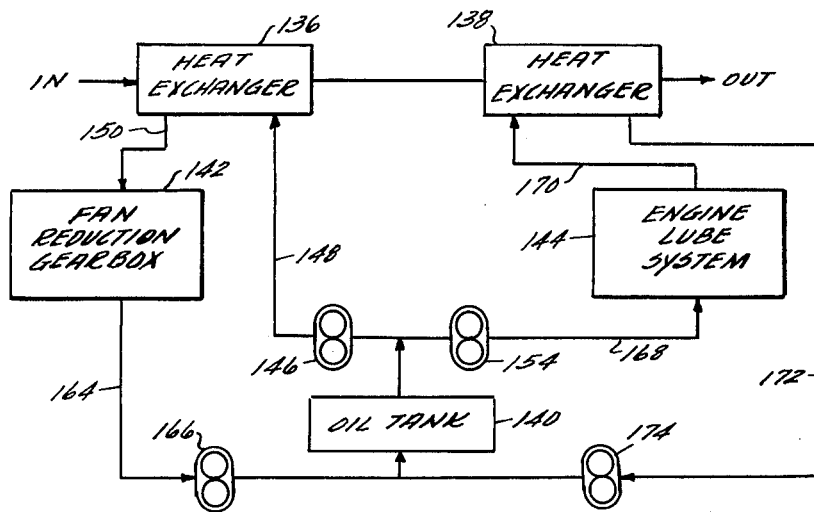 136
138
HEAT
EXCHANGER
HEAT
EXCHANGER
IN
OUT
150
142
170
FAN
REDUCTION
GEARBOX
148
144
ENGINE
LUBE
SYSTEM
146
154
168
164
172
166
OIL TANK
140
174